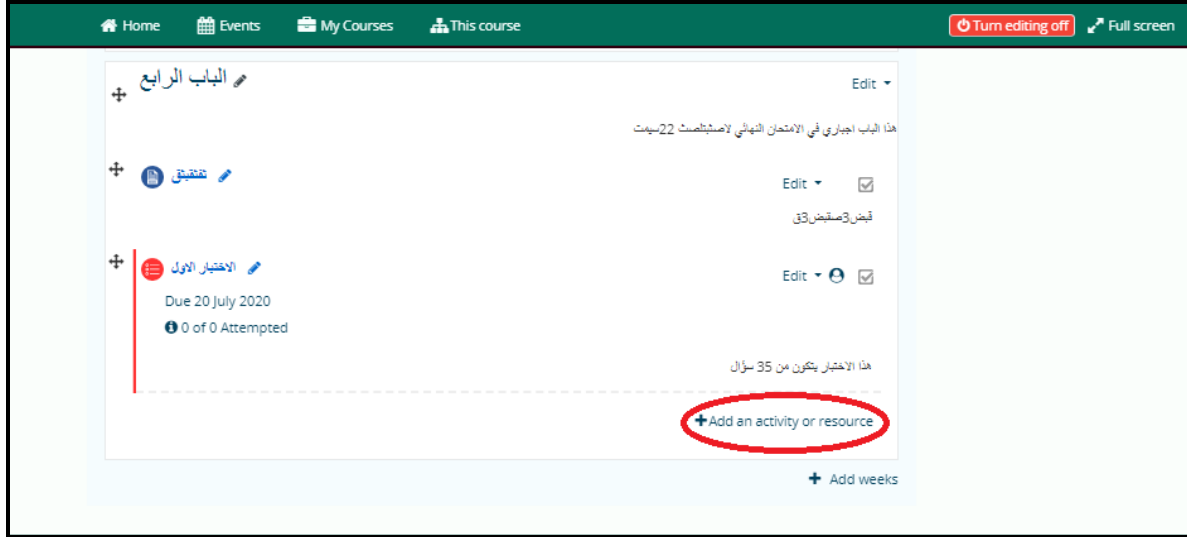 Home Events My Courses This course Turn editing off Full screen
الباب الرابع
Edit
هذا الباب اجباري في الامتحان النهائي لاصثبتلصث 22سيمت
تفتقيثق
Edit
قبض3صقبض3ق
الاختبار الاول
Edit
Due 20 July 2020
0 of 0 Attempted
هذا الاختبار يتكون من 35 سؤال
Add an activity or resource
Add weeks